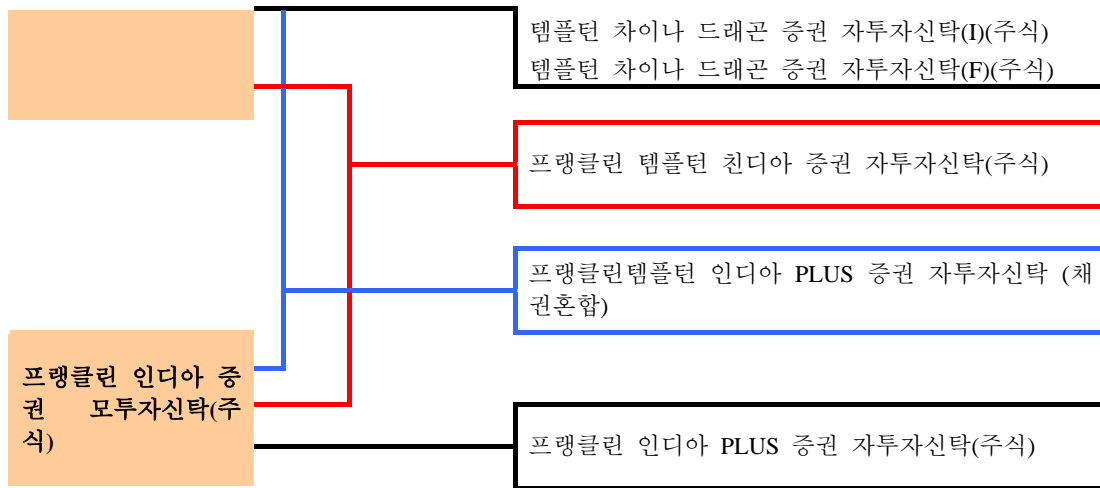 템플턴 차이나 드래곤 증권 자투자신탁(I)(주식)
템플턴 차이나 드래곤 증권 자투자신탁(F)(주식)
프랭클린 템플턴 친디아 증권 자투자신탁(주식)
프랭클린템플턴 인디아 PLUS 증권 자투자신탁 (채
권혼합)
프랭클린 인디아 증
권 모투자신탁(주
식)
프랭클린 인디아 PLUS 증권 자투자신탁(주식)